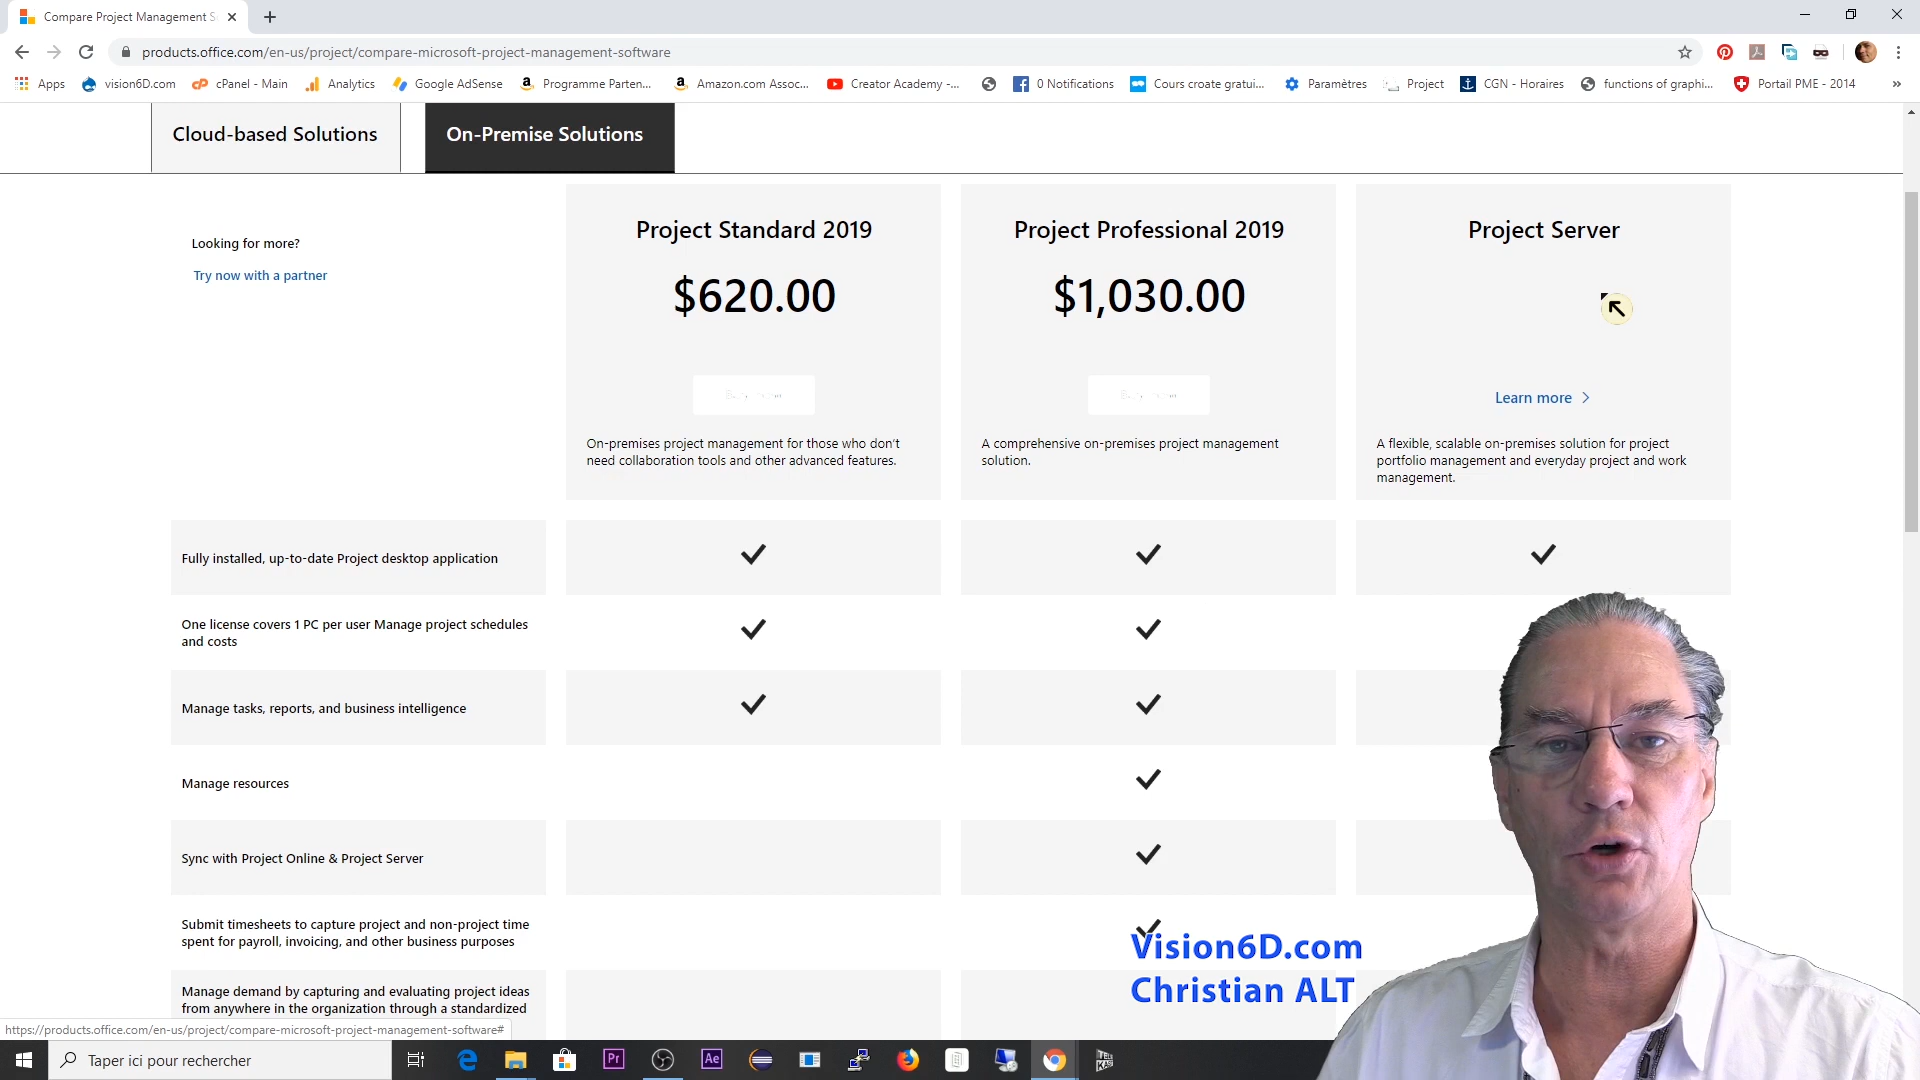 Compare Project Management S
products.office.com/en-us/project/compare-microsoft-project-management-software
Apps
vision6D.com
cPanel - Main
Analytics
Google AdSense
Programme Parten...
Amazon.com Assoc...
Creator Academy -...
0 Notifications
Cours create gratui...
Paramètres
Project
CGN - Horaires
functions of graphi...
Portail PME - 2014
»
Cloud-based Solutions
On-Premise Solutions
Looking for more?
Try now with a partner
Project Standard 2019
$620.00
On-premises project management for those who don't
need collaboration tools and other advanced features.
Project Professional 2019
$1,030.00
A comprehensive on-premises project management
solution.
Project Server
Learn more
A flexible, scalable on-premises solution for project
portfolio management and everyday project and work
management.
Fully installed, up-to-date Project desktop application
One license covers 1 PC per user Manage project schedules
and costs
Manage tasks, reports, and business intelligence
Manage resources
Sync with Project Online & Project Server
Submit timesheets to capture project and non-project time
spent for payroll, invoicing, and other business purposes
Manage demand by capturing and evaluating project ideas
from anywhere in the organization through a standardized
Vision6D.com
Christian ALT
https://products.office.com/en-us/project/compare-microsoft-project-management-software#
Taper ici pour rechercher
Pr
Ae